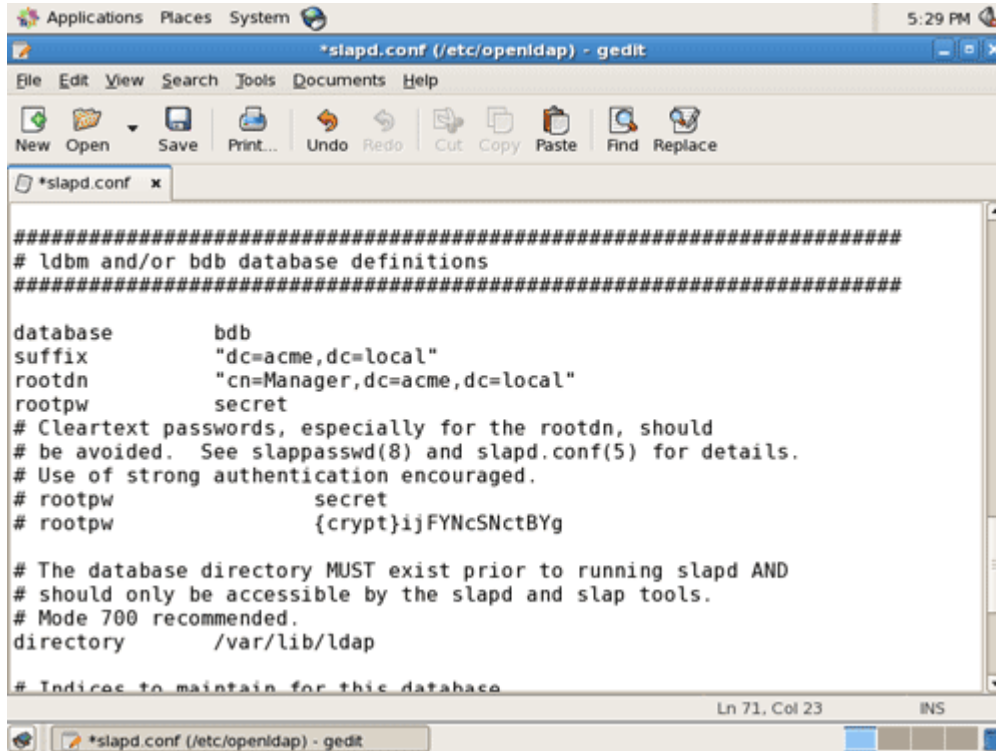 Applications Places System 5:29 PM
*slapd.conf (/etc/openldap) - gedit
File Edit View Search Tools Documents Help
New Open Save Print... Undo Redo Cut Copy Paste Find Replace
*slapd.conf x
#######################################################################
# ldbm and/or bdb database definitions
#######################################################################
database bdb
suffix "dc=acme,dc=local"
rootdn "cn=Manager,dc=acme,dc=local"
rootpw secret
# Cleartext passwords, especially for the rootdn, should
# be avoided. See slappasswd(8) and slapd.conf(5) for details.
# Use of strong authentication encouraged.
# rootpw secret
# rootpw {crypt}ijFYNcSNctBYg
# The database directory MUST exist prior to running slapd AND
# should only be accessible by the slapd and slap tools.
# Mode 700 recommended.
directory /var/lib/ldap
# Indices to maintain for this database
Ln 71, Col 23 INS
*slapd.conf (/etc/openldap) - gedit